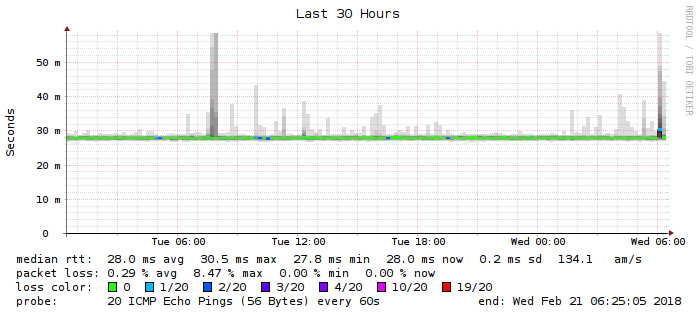 Last 30 Hours
RRDTOOL / TOBI OETIKER
Seconds
50 m
40 m
30 m
20 m
10 m
0
Tue 06:00 Tue 12:00 Tue 18:00 Wed 00:00 Wed 06:00
median rtt: 28.0 ms avg 30.5 ms max 27.8 ms min 28.0 ms now 0.2 ms sd 134.1 am/s
packet loss: 0.29 % avg 8.47 % max 0.00 % min 0.00 % now
loss color: 0 1/20 2/20 3/20 4/20 10/20 19/20
probe: 20 ICMP Echo Pings (56 Bytes) every 60s end: Wed Feb 21 06:25:05 2018